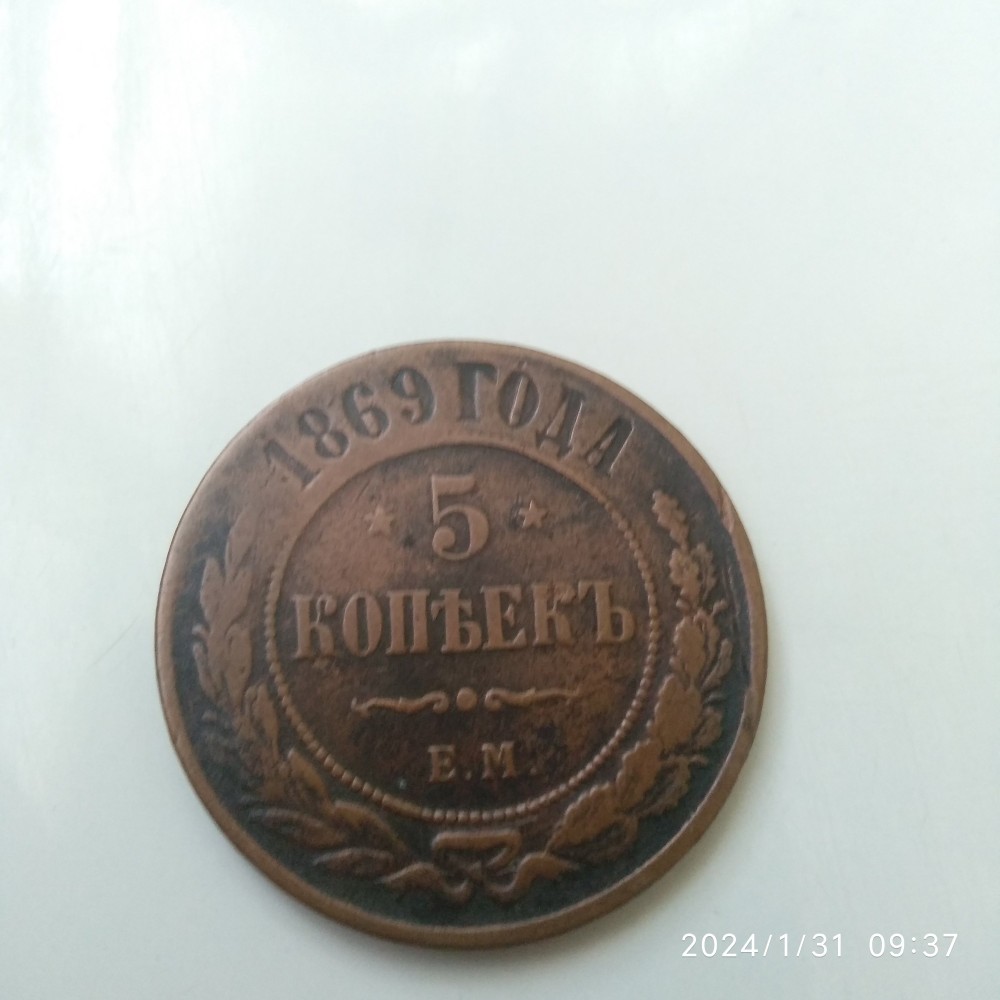 1869 ГОДА
5
КОПѢЕКЪ
Е.М.
2024/1/31 09:37